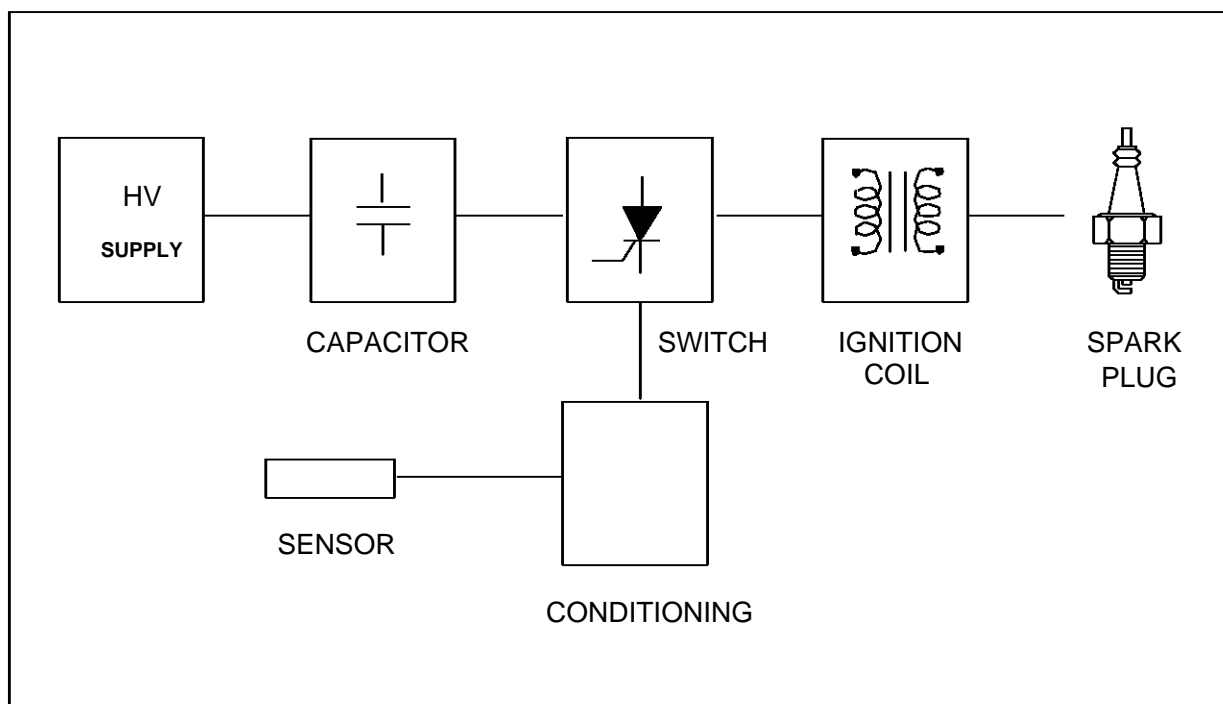 HV
SUPPLY
CAPACITOR
SWITCH
IGNITION
COIL
SPARK
PLUG
SENSOR
CONDITIONING